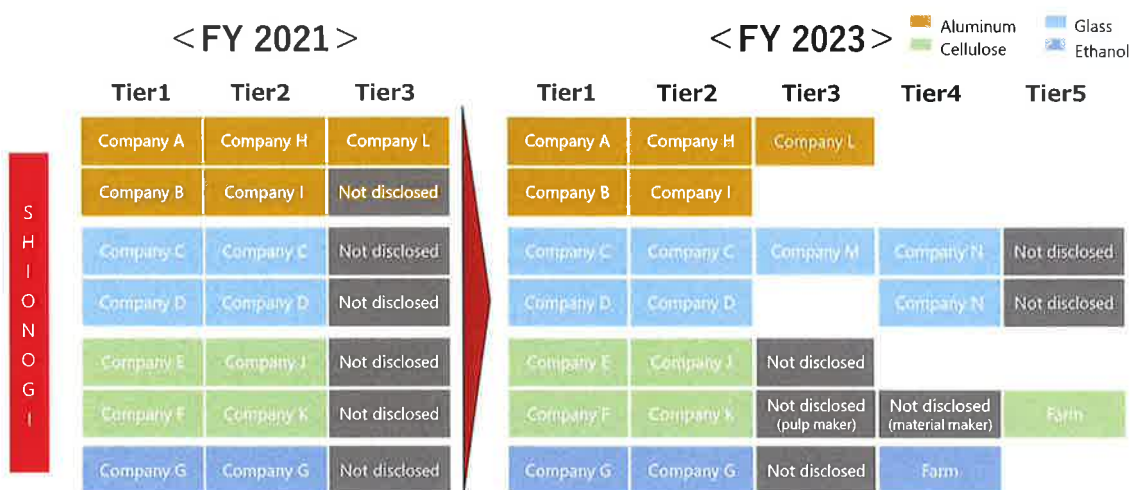 <FY 2021>
<FY 2023>
Aluminum
Glass
Cellulose
Ethanol
Tier1 Tier2 Tier3
Tier1 Tier2 Tier3 Tier4 Tier5
SHIONOGI
Company A Company H Company L
Company A Company H Company L
Company B Company I Not disclosed
Company B Company I
Company C Company C Not disclosed
Company C Company C Company M Company N Not disclosed
Company D Company D Not disclosed
Company D Company D Company N Not disclosed
Company E Company J Not disclosed
Company E Company J Not disclosed
Company F Company K Not disclosed
Company F Company K Not disclosed Not disclosed Farm
(pulp maker) (material maker)
Company G Company G Not disclosed
Company G Company G Not disclosed Farm